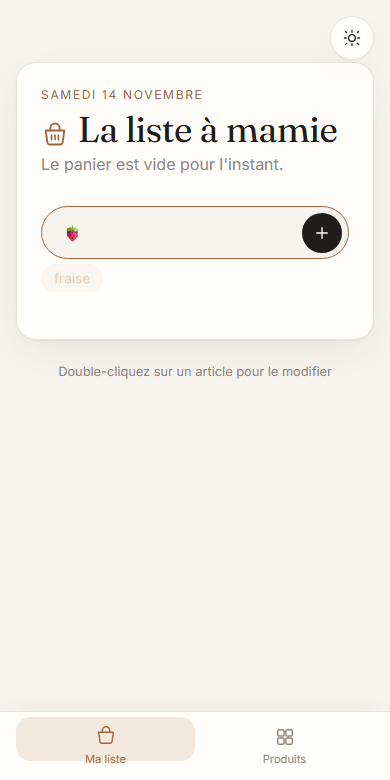 SAMEDI 14 NOVEMBRE
La liste à mamie
Le panier est vide pour l'instant.
fraise
Double-cliquez sur un article pour le modifier
Ma liste
Produits